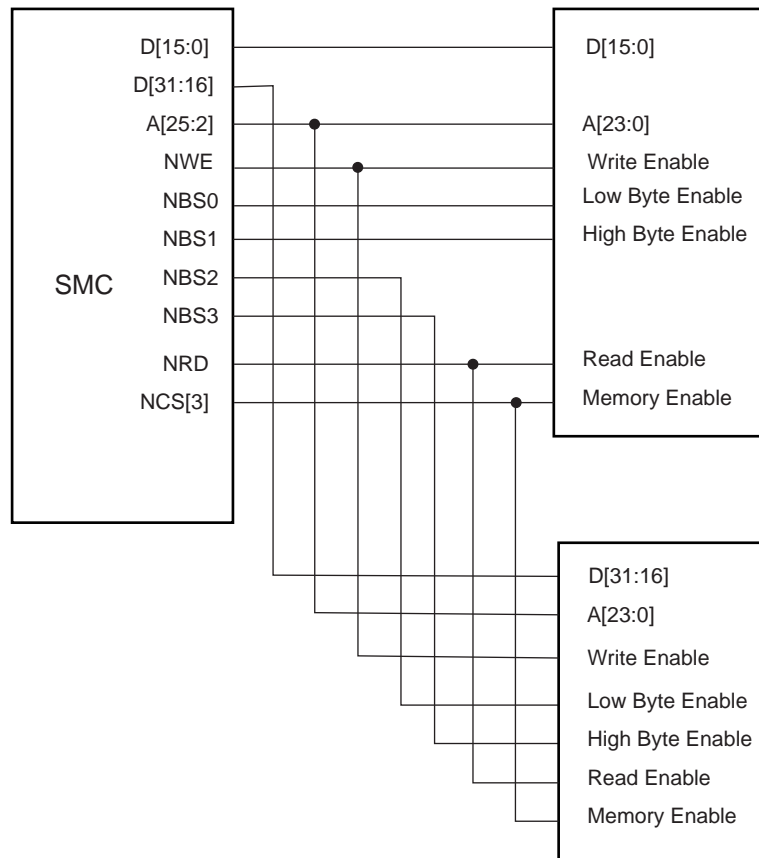 D[15:0]
D[31:16]
A[25:2]
NWE
NBS0
NBS1
NBS2
NBS3
NRD
NCS[3]
SMC
D[15:0]
A[23:0]
Write Enable
Low Byte Enable
High Byte Enable
Read Enable
Memory Enable
D[31:16]
A[23:0]
Write Enable
Low Byte Enable
High Byte Enable
Read Enable
Memory Enable